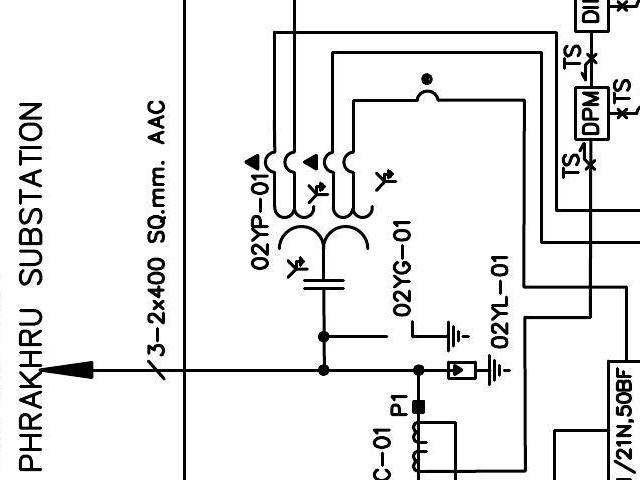 PHRAKHRU SUBSTATION
3-2x400 SQ.mm. AAC
02YP-01
02YG-01
02YL-01
P1
C-01
TS
DPM
TS
TS
/21N,50BF